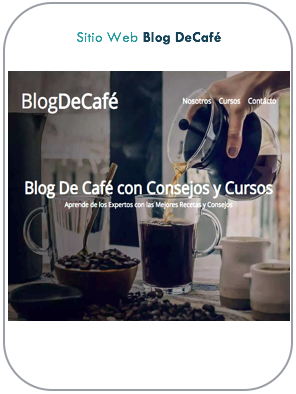 Sitio Web Blog DeCafé
BlogDeCafé
Nosotros Cursos Contacto
Blog De Café con Consejos y Cursos
Aprende de los Expertos con las Mejores Recetas y Consejos